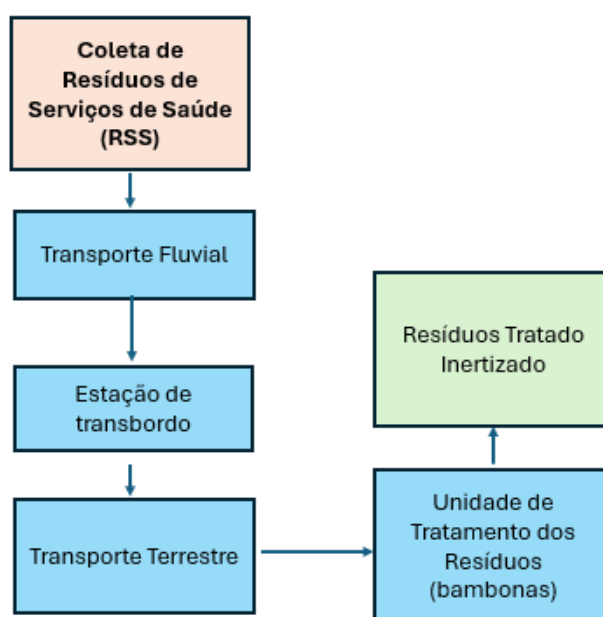 Coleta de
Resíduos de
Serviços de Saúde
(RSS)
Transporte Fluvial
Estação de
transbordo
Transporte Terrestre
Unidade de
Tratamento dos
Resíduos
(bambonas)
Resíduos Tratado
Inertizado